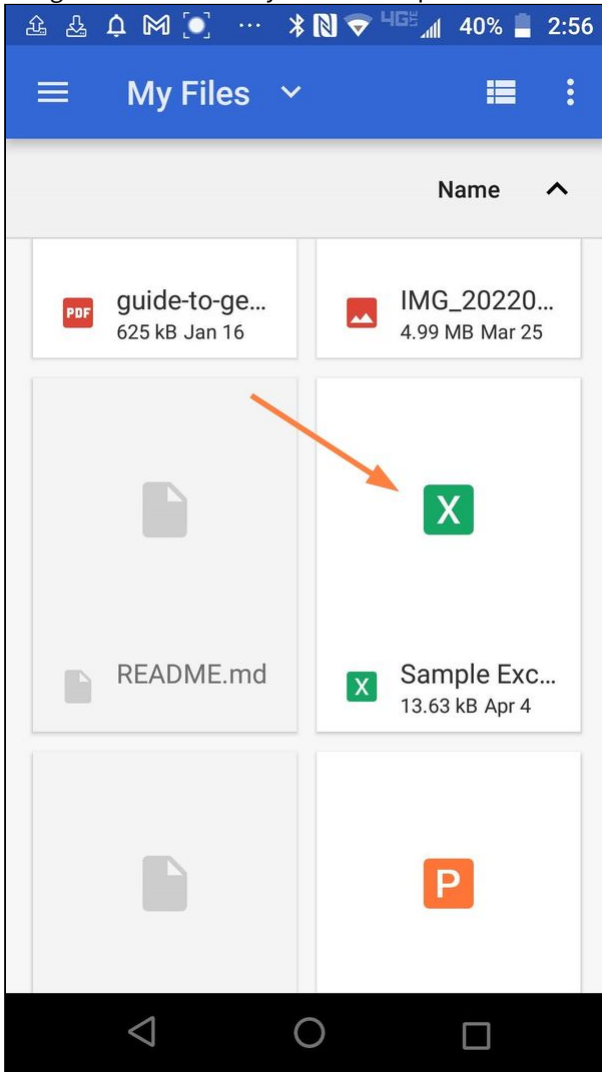 4GE 40% 2:56
My Files
Name
PDF
guide-to-ge...
625 kB Jan 16
IMG_20220...
4.99 MB Mar 25
X
README.md
X
Sample Exc...
13.63 kB Apr 4
P